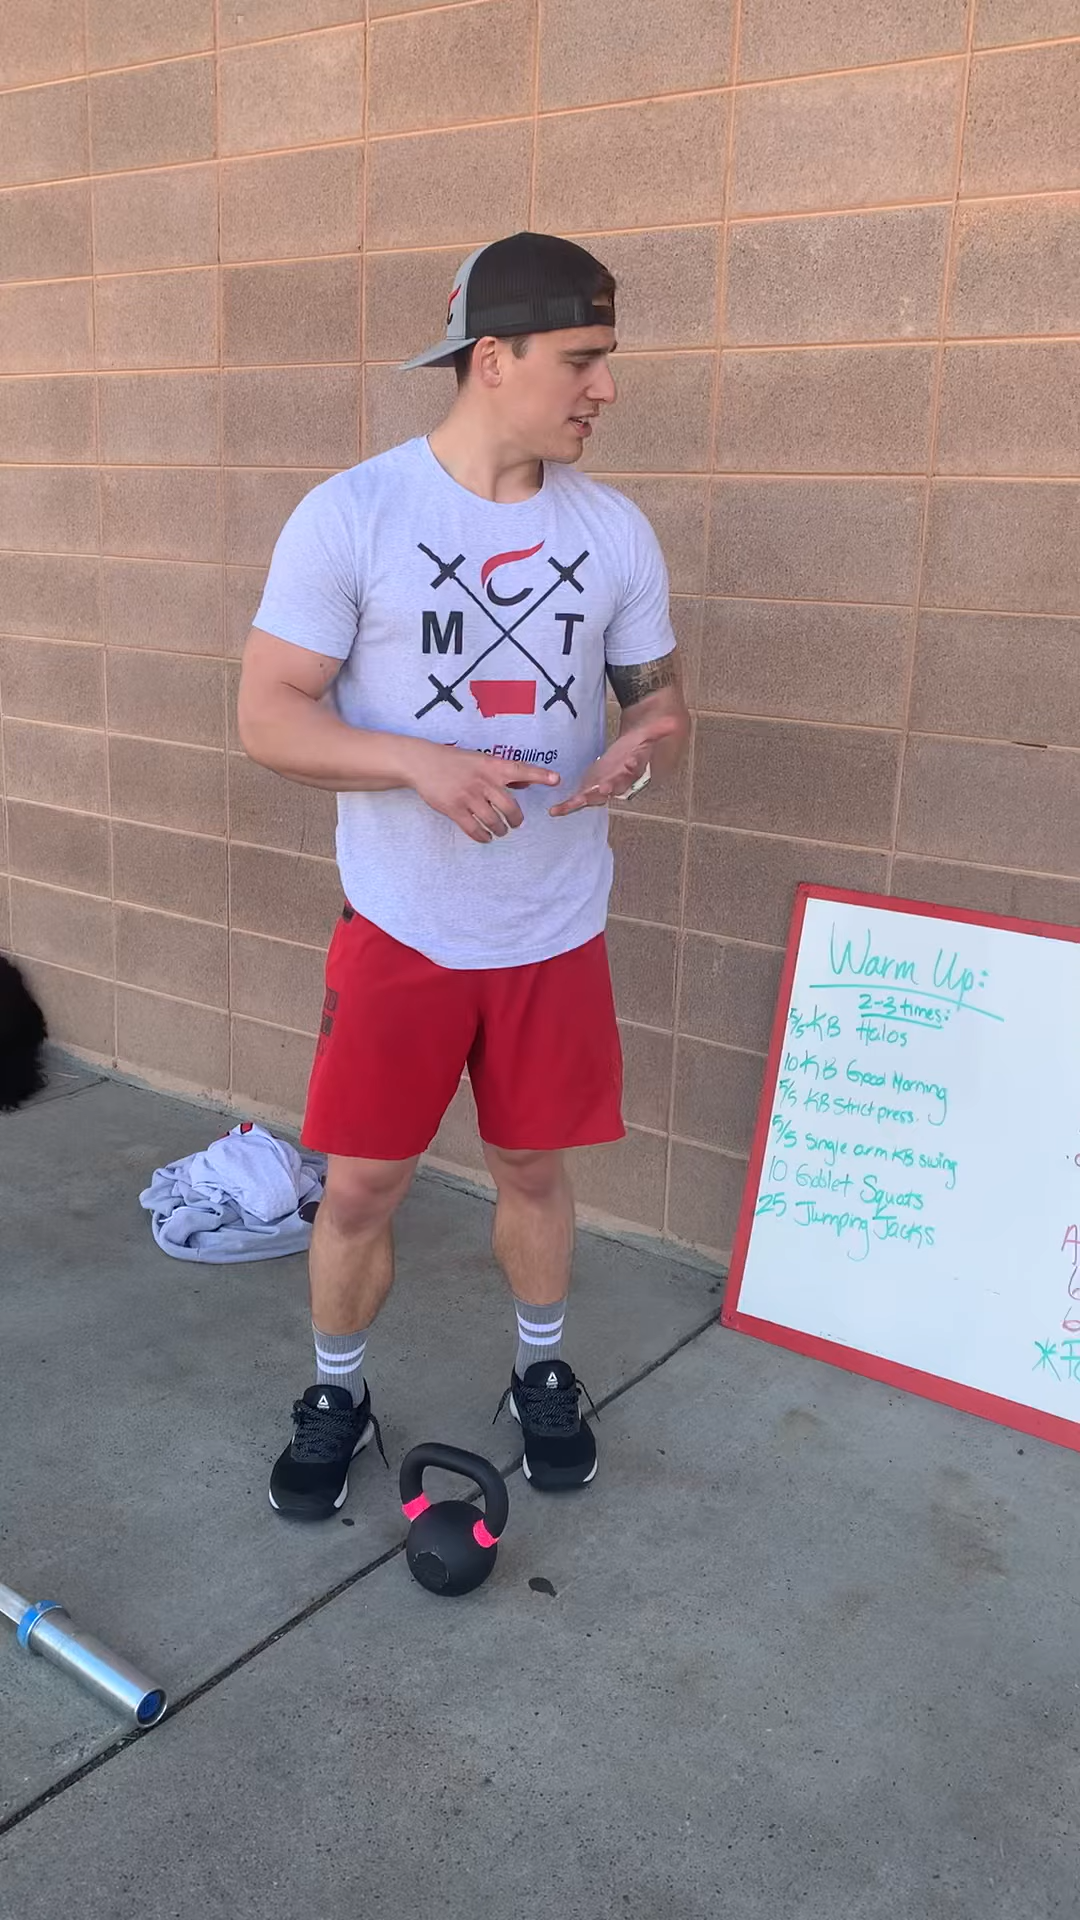 M T
FitBillings
Warm Up:
2-3 times:
5/5 KB Halos
10 KB Good Morning
5/5 KB Strict press.
5/5 Single arm KB swing
10 Goblet Squats
25 Jumping Jacks